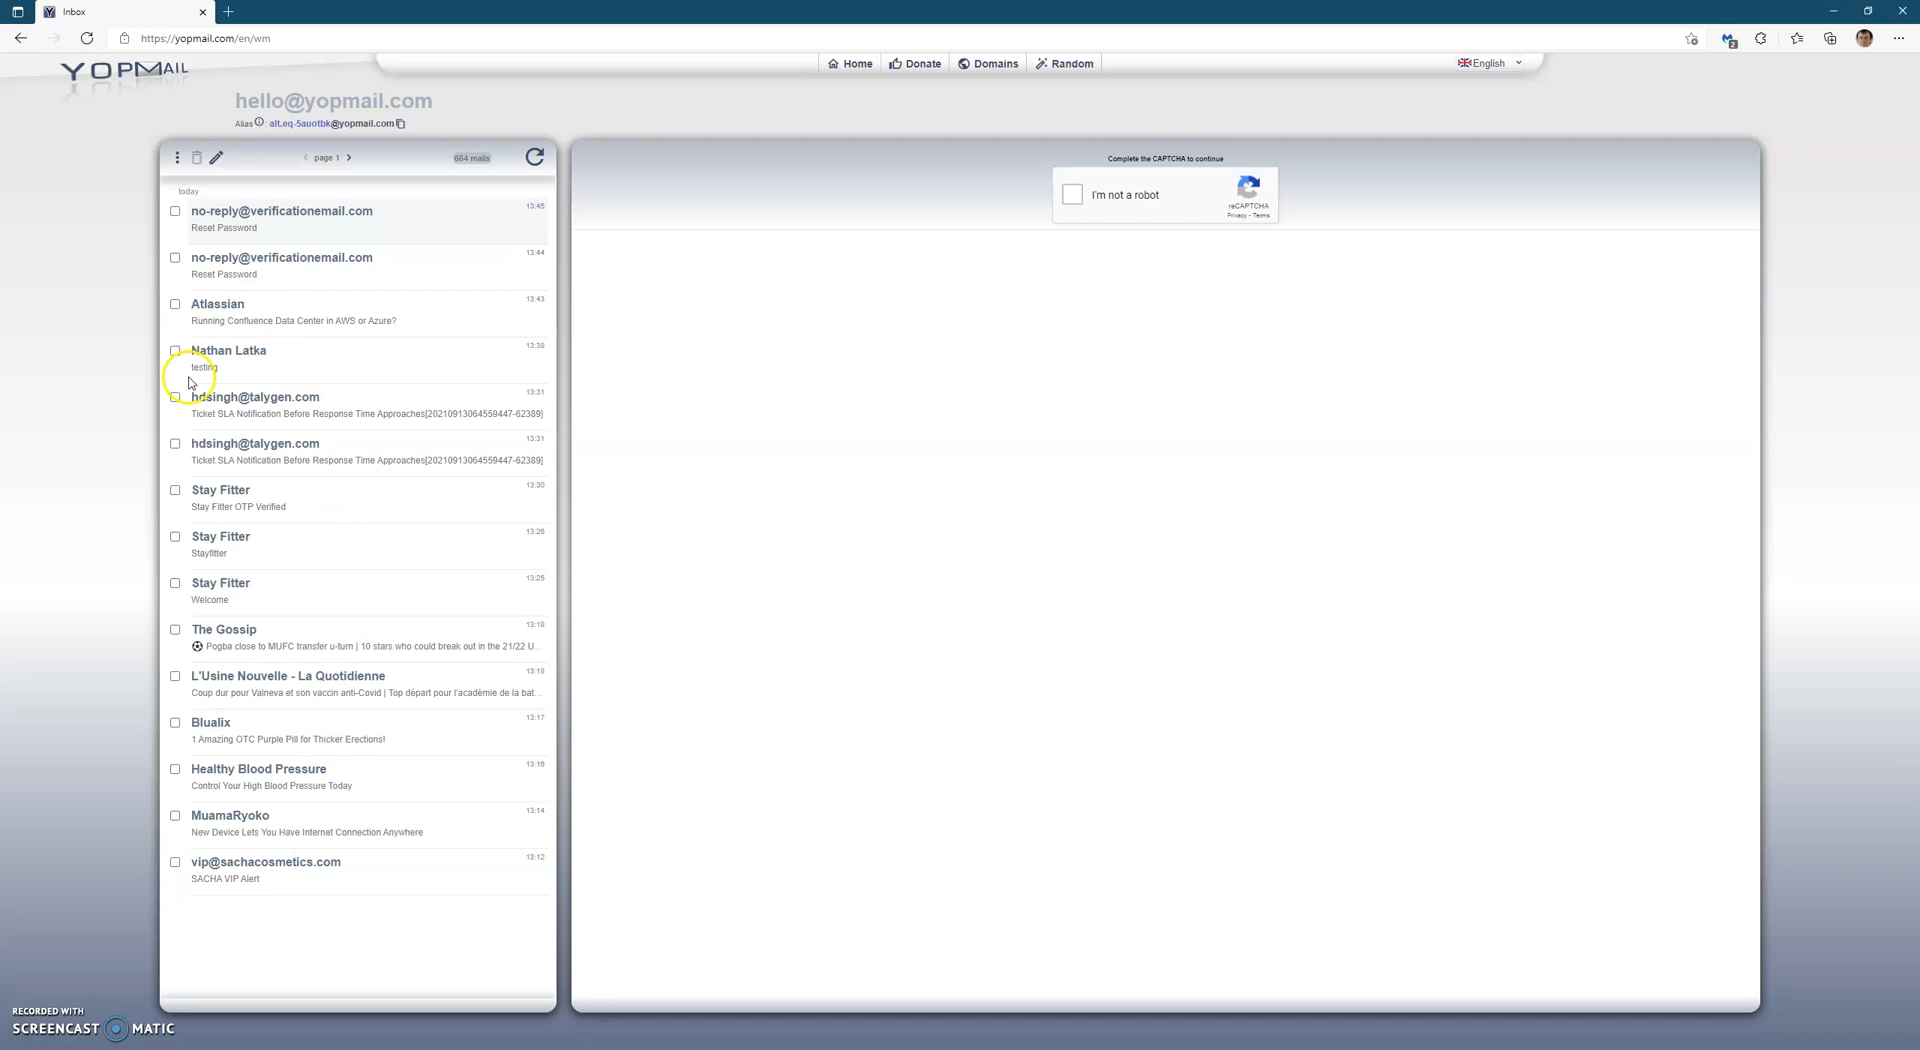 Inbox
https://yopmail.com/en/wm
2
YOPMAIL
Home
Donate
Domains
Random
English
hello@yopmail.com
Alias : alt.eq-5auotbk@yopmail.com
page 1
664 mails
today
no-reply@verificationemail.com 13:45
Reset Password
no-reply@verificationemail.com 13:44
Reset Password
Atlassian 13:43
Running Confluence Data Center in AWS or Azure?
Nathan Latka 13:38
testing
hdsingh@talygen.com 13:31
Ticket SLA Notification Before Response Time Approaches[20210913064559447-62389]
hdsingh@talygen.com 13:31
Ticket SLA Notification Before Response Time Approaches[20210913064559447-62389]
Stay Fitter 13:30
Stay Fitter OTP Verified
Stay Fitter 13:26
Stayfitter
Stay Fitter 13:25
Welcome
The Gossip 13:18
⚽ Pogba close to MUFC transfer u-turn | 10 stars who could break out in the 21/22 U...
L'Usine Nouvelle - La Quotidienne 13:18
Coup dur pour Valneva et son vaccin anti-Covid | Top départ pour l'académie de la bat...
Blualix 13:17
1 Amazing OTC Purple Pill for Thicker Erections!
Healthy Blood Pressure 13:16
Control Your High Blood Pressure Today
MuamaRyoko 13:14
New Device Lets You Have Internet Connection Anywhere
vip@sachacosmetics.com 13:12
SACHA VIP Alert
Complete the CAPTCHA to continue
I'm not a robot
reCAPTCHA
Privacy - Terms
RECORDED WITH
SCREENCAST MATIC